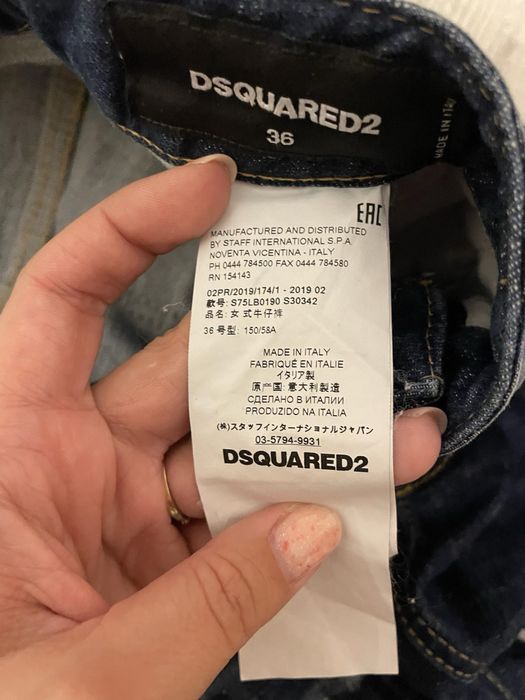 DSQUARED2
36
MADE IN ITALY
EAC
MANUFACTURED AND DISTRIBUTED
BY STAFF INTERNATIONAL S.P.A.
NOVENTA VICENTINA - ITALY
PH 0444 784500 FAX 0444 784580
RN 154143
02PR/2019/174/1 - 2019 02
款号: S75LB0190 S30342
品名: 女 式牛仔裤
36 号型: 150/58A
MADE IN ITALY
FABRIQUÉ EN ITALIE
イタリア製
原产国: 意大利製造
СДЕЛАНО В ИТАЛИИ
PRODUZIDO NA ITALIA
(株)スタッフインターナショナルジャパン
03-5794-9931
DSQUARED2